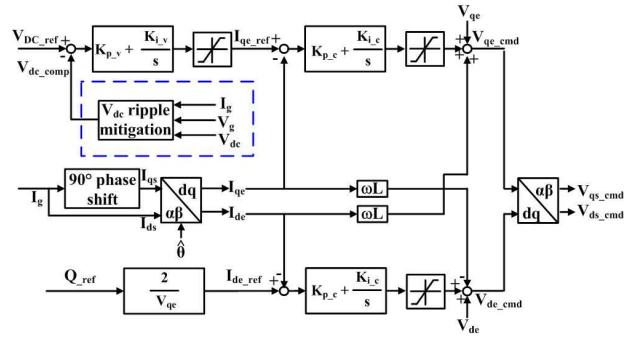 V_DC_ref
+
-
V_dc_comp
K_p_v + K_i_v
s
I_qe_ref
+
-
K_p_c + K_i_c
s
V_qe
+
+
+
V_qe_cmd
V_dc ripple
mitigation
I_g
V_g
V_dc
I_g
90° phase
shift
I_qs
I_ds
dq
αβ
θ̂
I_qe
I_de
ωL
ωL
αβ
dq
V_qs_cmd
V_ds_cmd
Q_ref
2
V_qe
I_de_ref
+
-
K_p_c + K_i_c
s
-
+
+
V_de_cmd
V_de